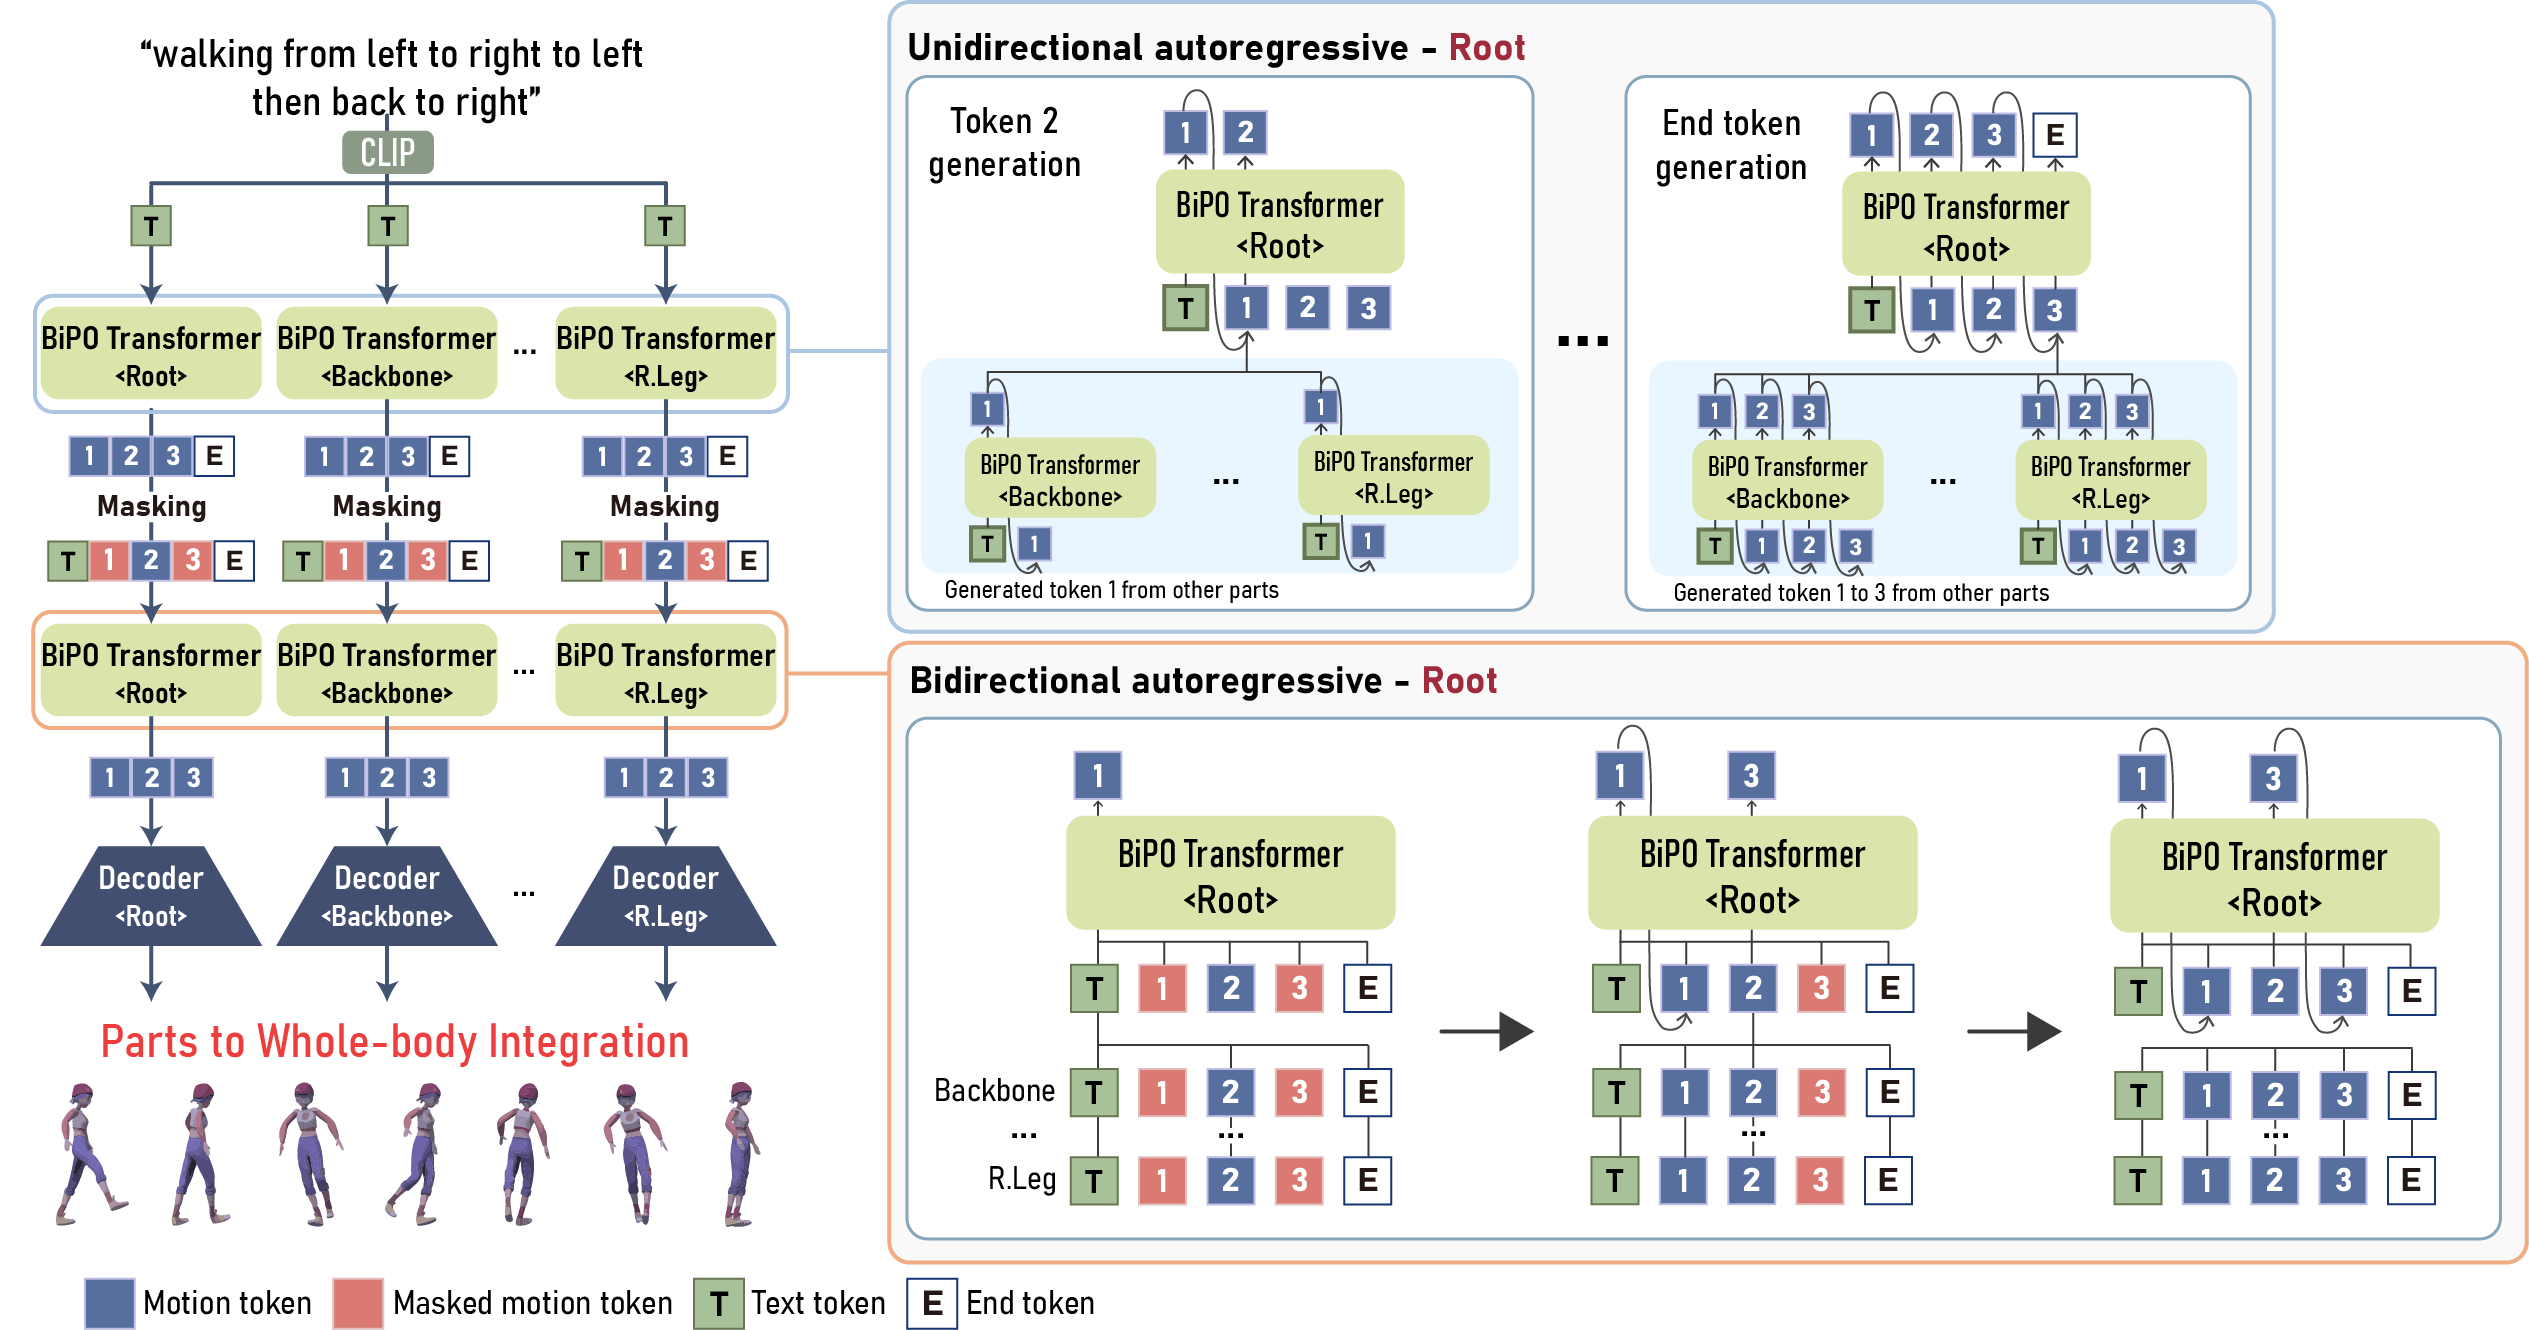 “walking from left to right to left
then back to right”
CLIP
T T T
BiPO Transformer BiPO Transformer ... BiPO Transformer
<Root> <Backbone> <R.Leg>
1 2 3 E 1 2 3 E 1 2 3 E
Masking Masking Masking
T 1 2 3 E T 1 2 3 E T 1 2 3 E
BiPO Transformer BiPO Transformer ... BiPO Transformer
<Root> <Backbone> <R.Leg>
1 2 3 1 2 3 1 2 3
Decoder Decoder ... Decoder
<Root> <Backbone> <R.Leg>
Parts to Whole-body Integration
Unidirectional autoregressive - Root
Token 2
generation
1 2
BiPO Transformer
<Root>
T 1 2 3
1 1
BiPO Transformer ... BiPO Transformer
<Backbone> <R.Leg>
T 1 T 1
Generated token 1 from other parts
...
End token
generation
1 2 3 E
BiPO Transformer
<Root>
T 1 2 3
1 2 3 1 2 3
BiPO Transformer ... BiPO Transformer
<Backbone> <R.Leg>
T 1 2 3 T 1 2 3
Generated token 1 to 3 from other parts
Bidirectional autoregressive - Root
1 1 3 1 3
BiPO Transformer BiPO Transformer BiPO Transformer
<Root> <Root> <Root>
T 1 2 3 E T 1 2 3 E T 1 2 3 E
Backbone T 1 2 3 E T 1 2 3 E T 1 2 3 E
... ... ... ...
R.Leg T 1 2 3 E T 1 2 3 E T 1 2 3 E
Motion token Masked motion token T Text token E End token